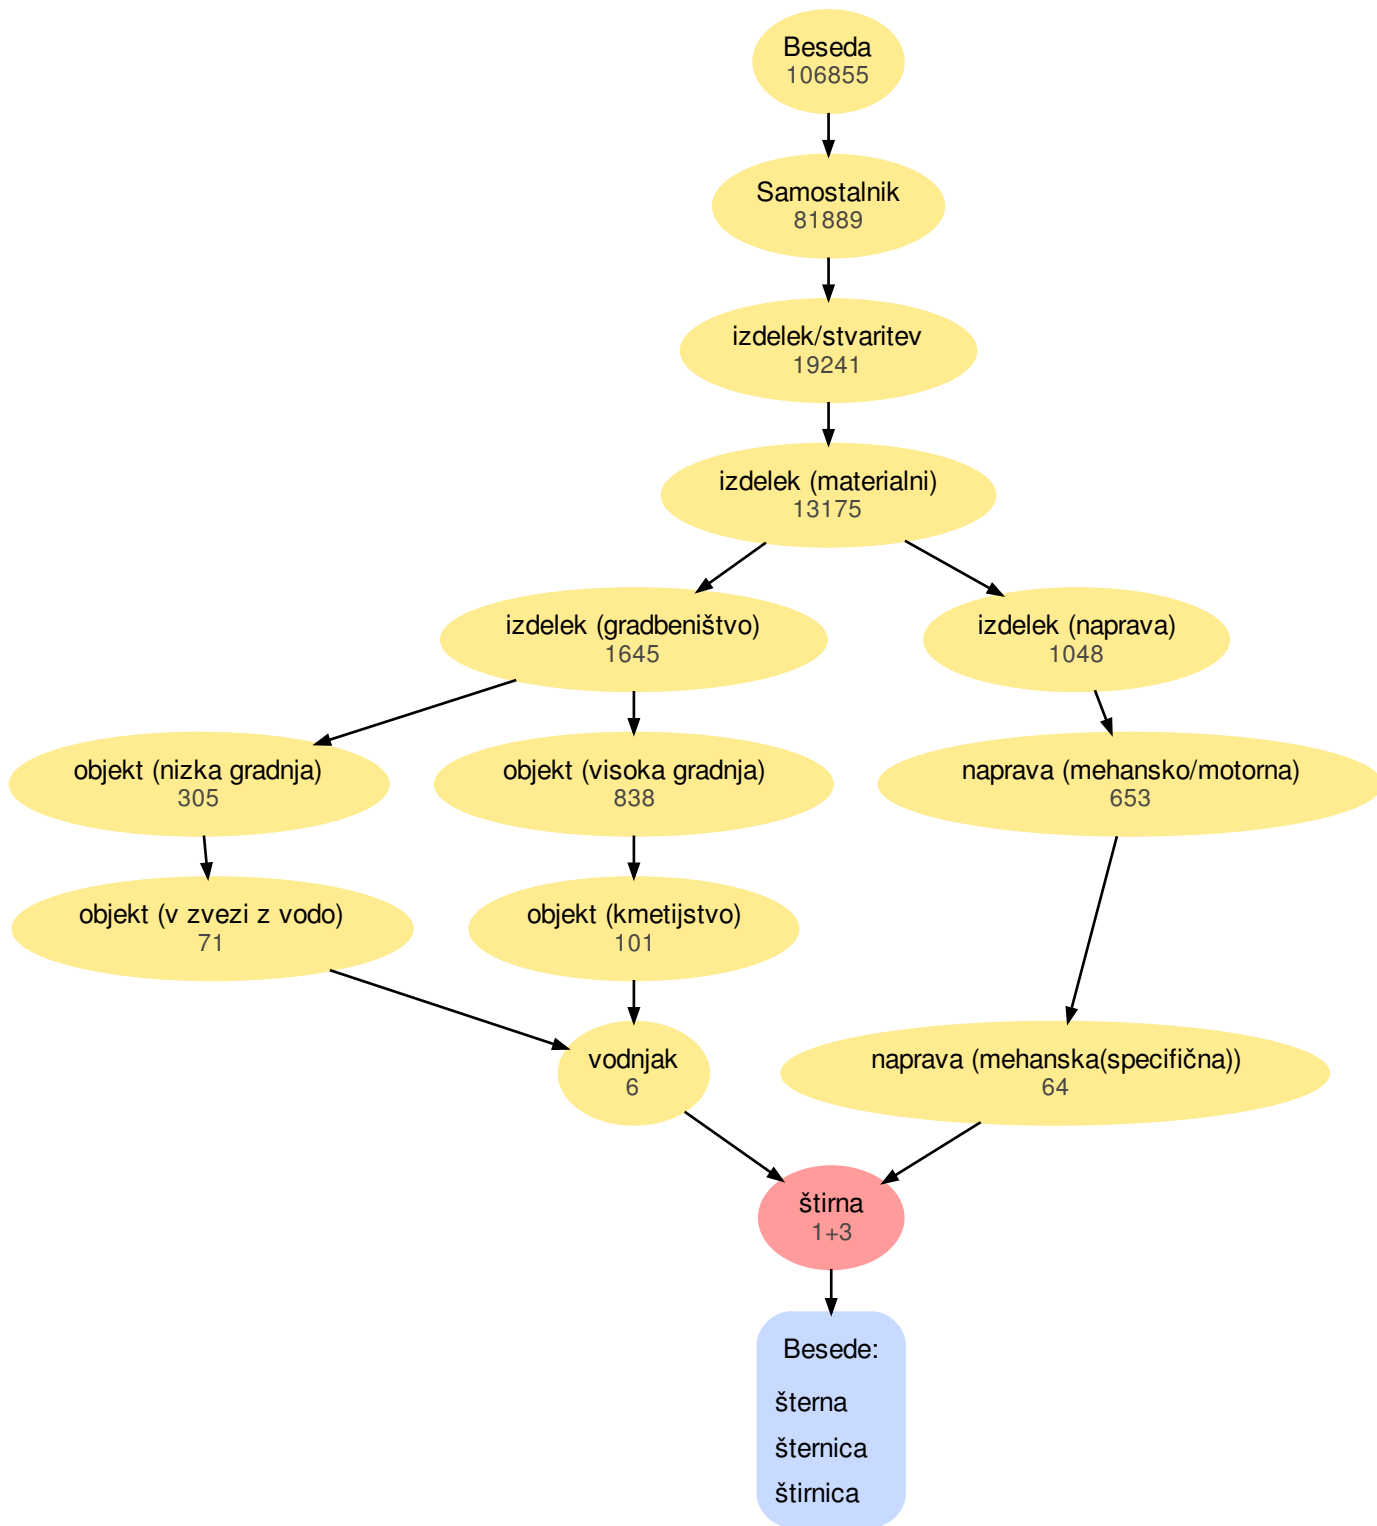 Beseda
106855
Samostalnik
81889
izdelek/stvaritev
19241
izdelek (materialni)
13175
izdelek (gradbeništvo)
1645
izdelek (naprava)
1048
objekt (nizka gradnja)
305
objekt (visoka gradnja)
838
naprava (mehansko/motorna)
653
objekt (v zvezi z vodo)
71
objekt (kmetijstvo)
101
vodnjak
6
naprava (mehanska(specifična))
64
štirna
1+3
Besede:
šterna
šternica
štirnica